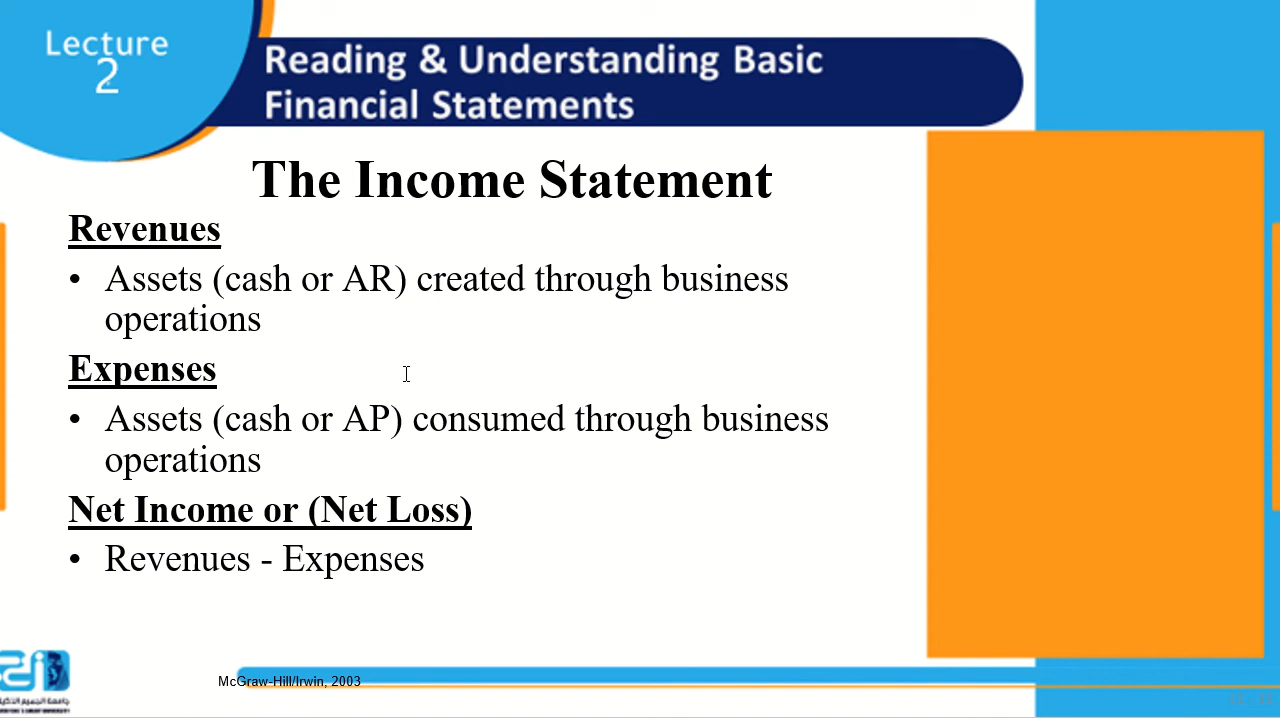 Lecture
2
Reading & Understanding Basic
Financial Statements
The Income Statement
Revenues
• Assets (cash or AR) created through business
operations
Expenses
• Assets (cash or AP) consumed through business
operations
Net Income or (Net Loss)
• Revenues - Expenses
McGraw-Hill/Irwin, 2003